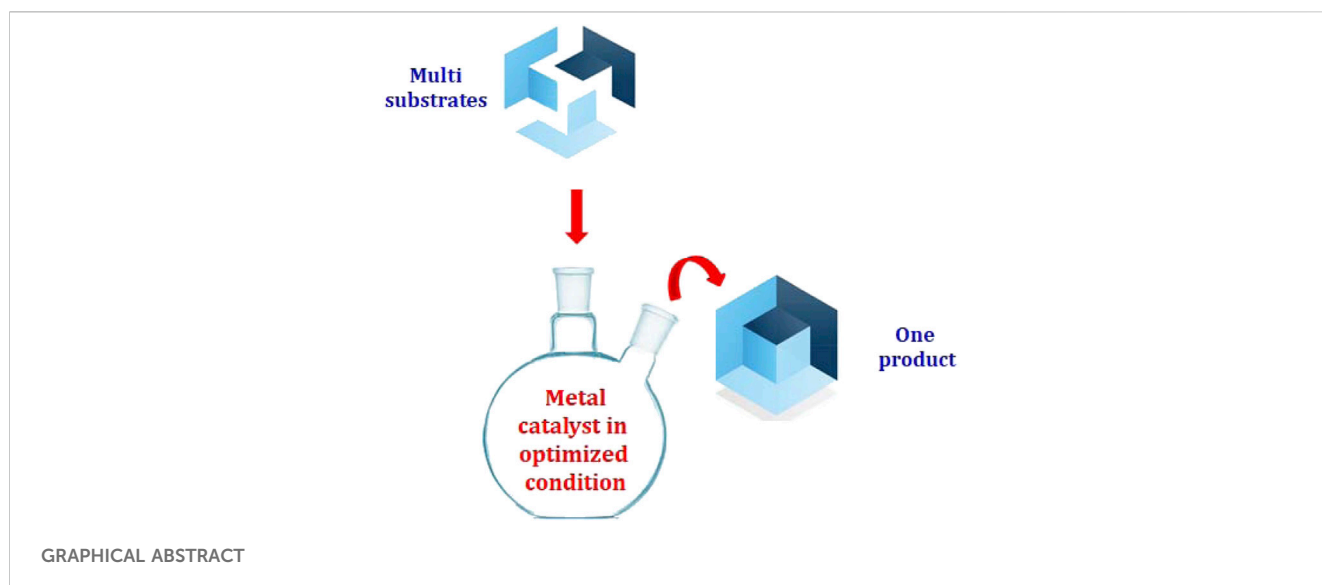 Multi
substrates
One
product
Metal
catalyst in
optimized
condition
GRAPHICAL ABSTRACT